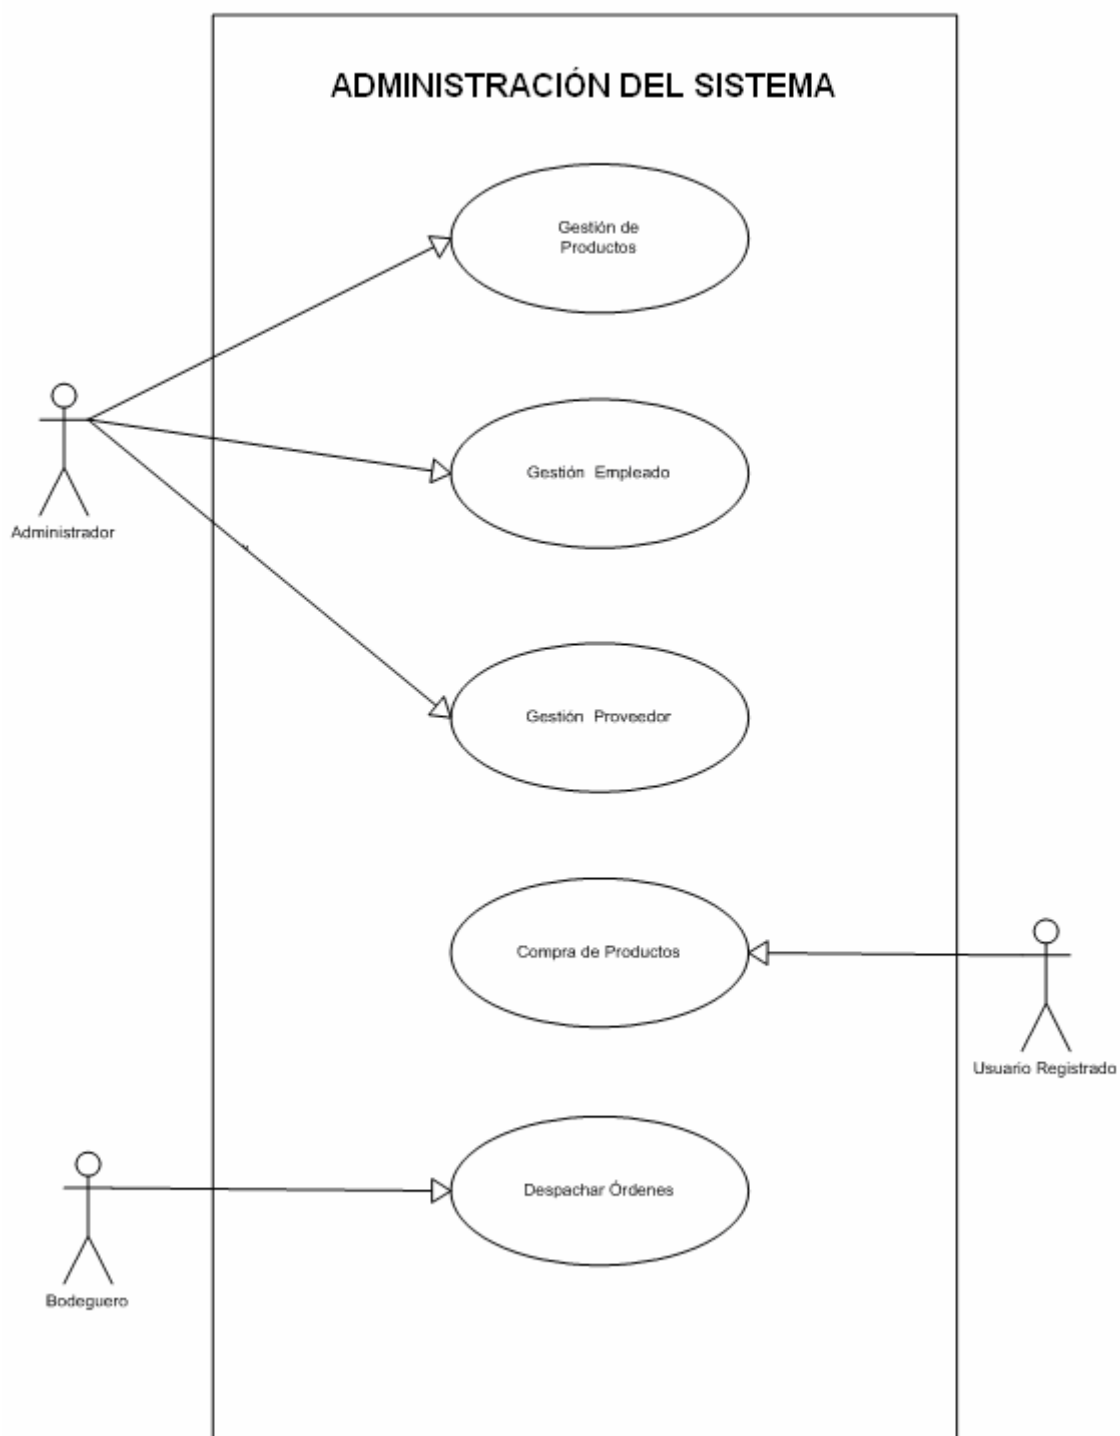 ADMINISTRACIÓN DEL SISTEMA
Gestión de
Productos
Gestión Empleado
Administrador
Gestión Proveedor
Compra de Productos
Usuario Registrado
Despachar Órdenes
Bodeguero